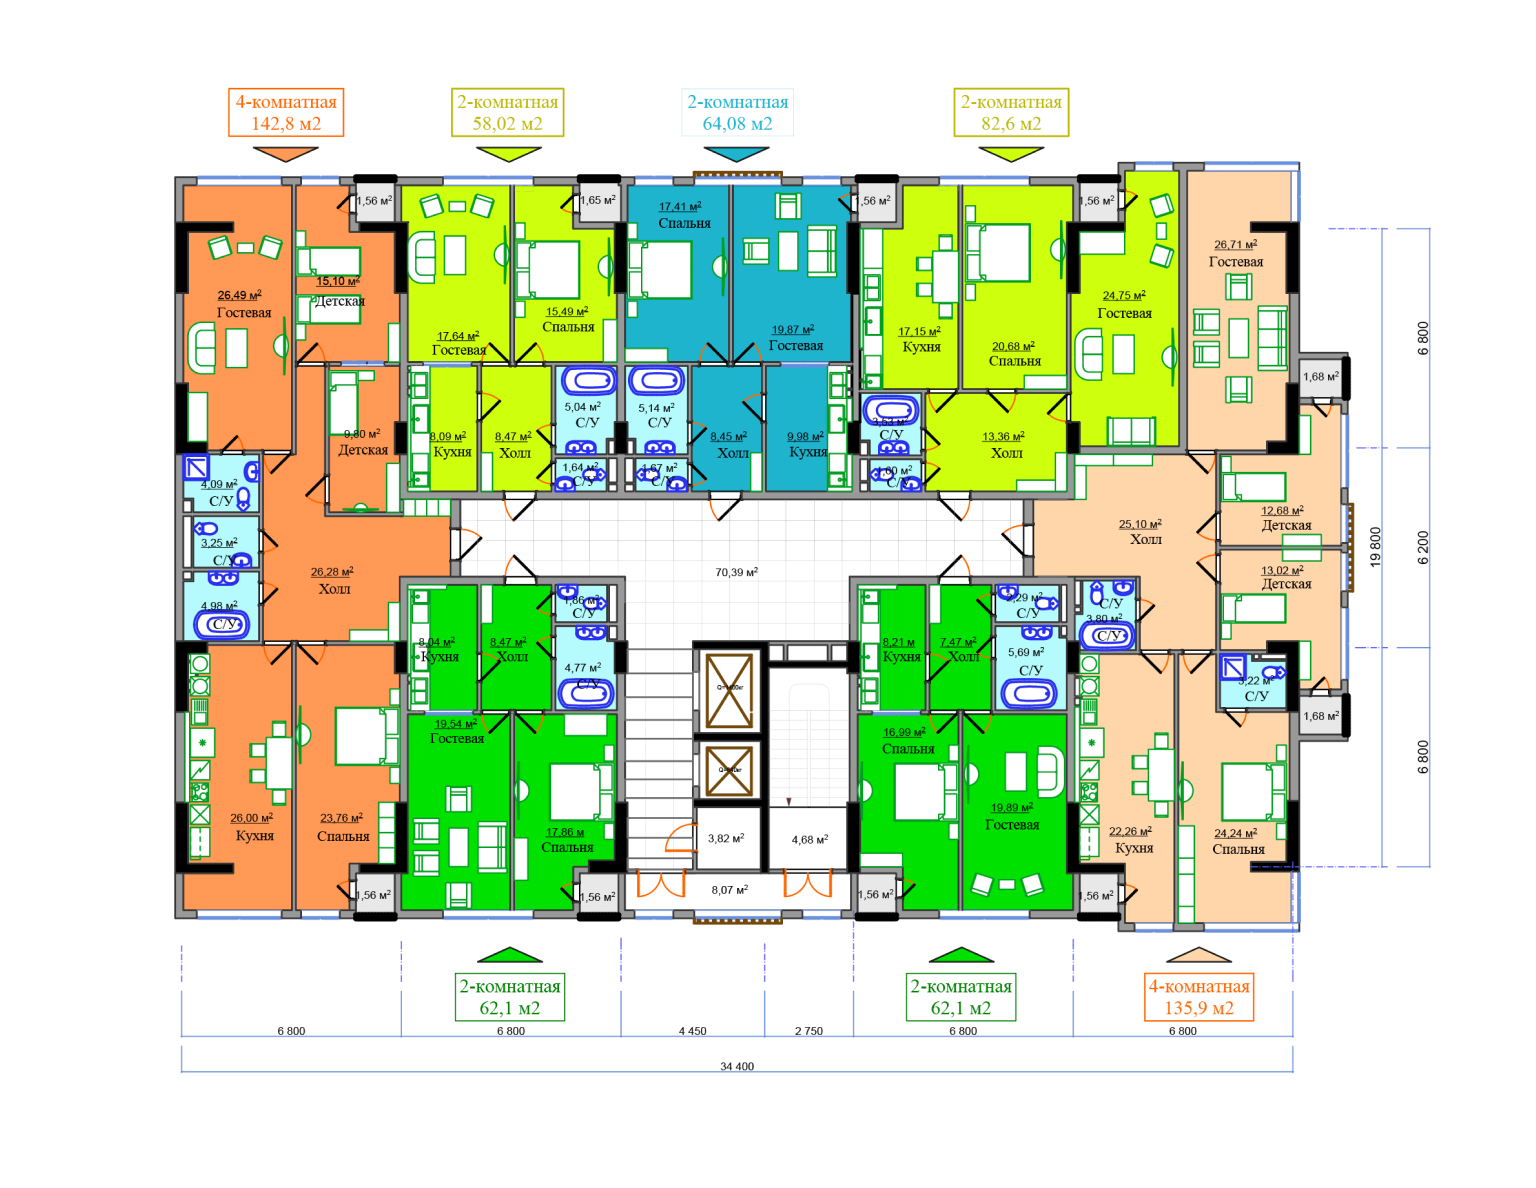 4-комнатная
142,8 м2
2-комнатная
58,02 м2
2-комнатная
64,08 м2
2-комнатная
82,6 м2
1,56 м²
1,65 м²
1,56 м²
1,56 м²
17,41 м²
Спальня
26,71 м²
Гостевая
15,10 м²
Детская
26,49 м²
Гостевая
15,49 м²
Спальня
17,64 м²
Гостевая
19,87 м²
Гостевая
17,15 м²
Кухня
20,68 м²
Спальня
24,75 м²
Гостевая
1,68 м²
6 800
9,80 м²
Детская
8,09 м²
Кухня
8,47 м²
Холл
5,04 м²
С/У
5,14 м²
С/У
8,45 м²
Холл
9,98 м²
Кухня
3,53 м²
С/У
13,36 м²
Холл
1,64 м²
С/У
1,67 м²
С/У
С/У
4,09 м²
С/У
3,25 м²
С/У
4,98 м²
С/У
26,28 м²
Холл
70,39 м²
25,10 м²
Холл
12,68 м²
Детская
13,02 м²
Детская
19 800
6 200
8,04 м²
Кухня
8,47 м²
Холл
1,86 м²
С/У
4,77 м²
С/У
8,21 м
Кухня
7,47 м²
Холл
С/У
5,69 м²
С/У
С/У
3,80 м²
С/У
С/У
1,68 м²
19,54 м²
Гостевая
16,99 м²
Спальня
6 800
26,00 м²
Кухня
23,76 м²
Спальня
17,86 м
Спальня
3,82 м²
4,68 м²
19,89 м²
Гостевая
22,26 м²
Кухня
24,24 м²
Спальня
1,56 м²
1,56 м²
8,07 м²
1,56 м²
1,56 м²
2-комнатная
62,1 м2
2-комнатная
62,1 м2
4-комнатная
135,9 м2
6 800
6 800
4 450
2 750
6 800
6 800
34 400